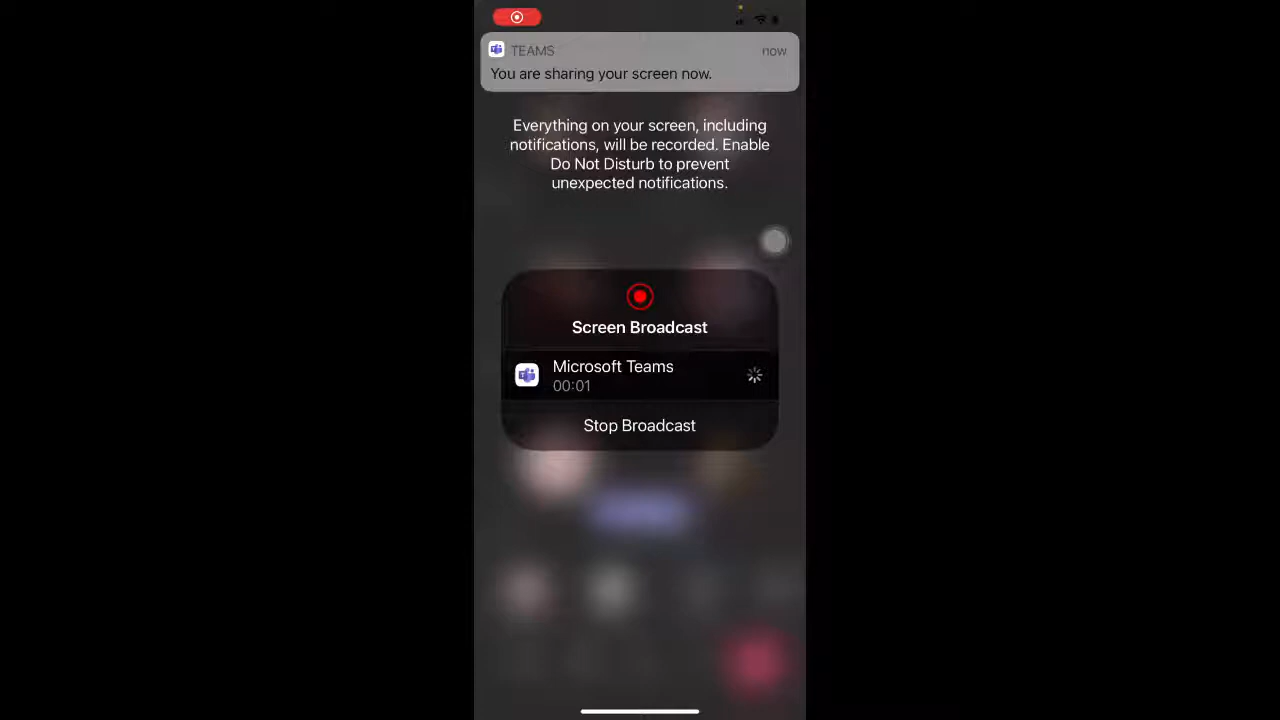 TEAMS
now
You are sharing your screen now.
Everything on your screen, including
notifications, will be recorded. Enable
Do Not Disturb to prevent
unexpected notifications.
Screen Broadcast
Microsoft Teams
00:01
Stop Broadcast